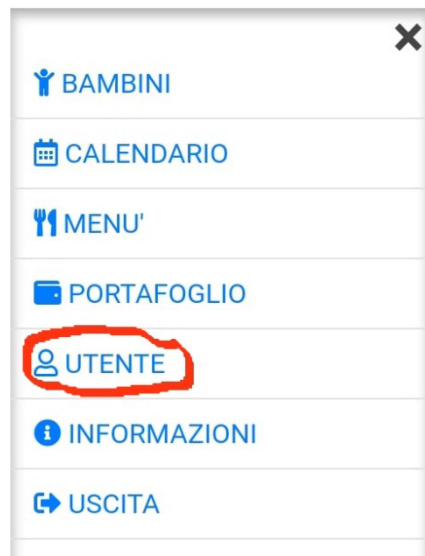 BAMBINI
CALENDARIO
MENU'
PORTAFOGLIO
UTENTE
INFORMAZIONI
USCITA